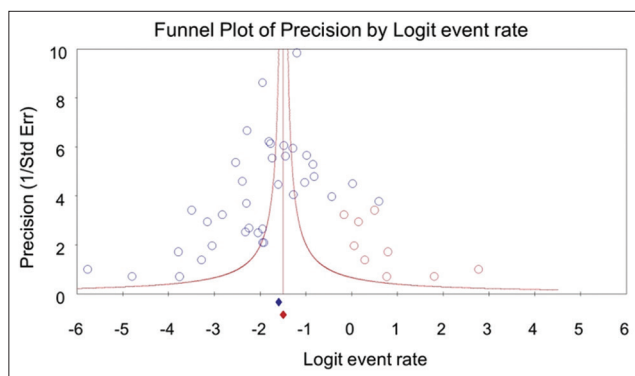 Funnel Plot of Precision by Logit event rate
10
8
6
4
2
0
Precision (1/Std Err)
-6 -5 -4 -3 -2 -1 0 1 2 3 4 5 6
Logit event rate